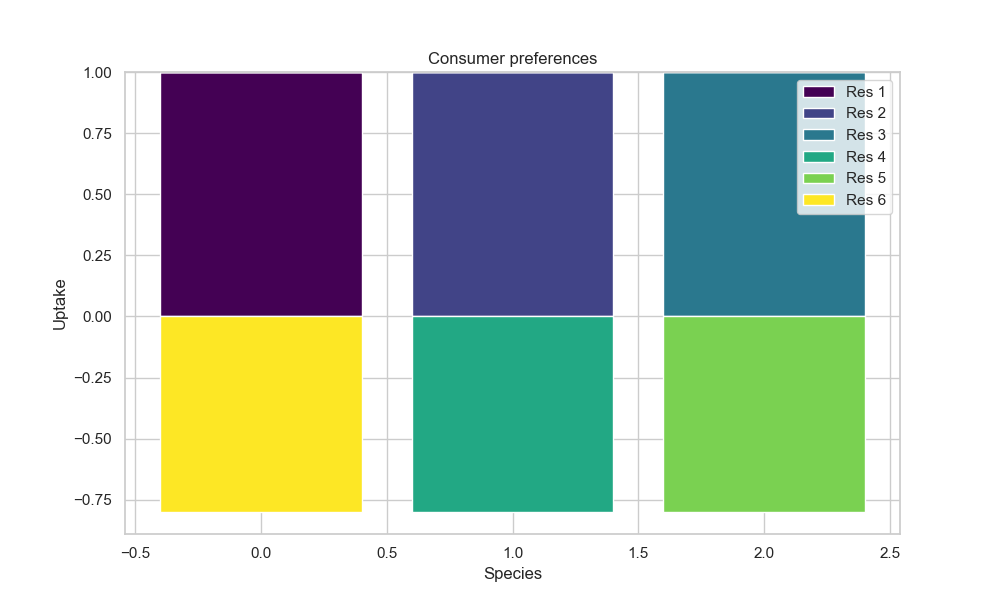 Consumer preferences
1.00
0.75
0.50
0.25
0.00
−0.25
−0.50
−0.75
Uptake
Res 1
Res 2
Res 3
Res 4
Res 5
Res 6
−0.5 0.0 0.5 1.0 1.5 2.0 2.5
Species